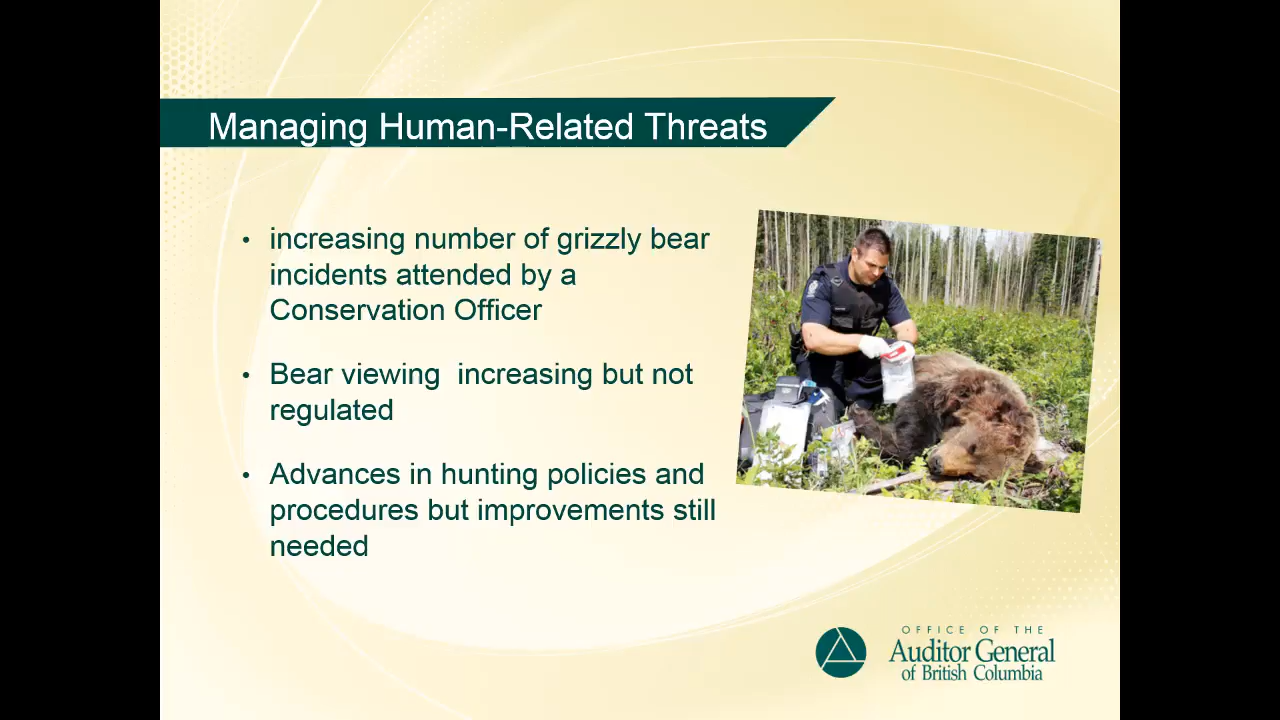 Managing Human-Related Threats
• increasing number of grizzly bear
incidents attended by a
Conservation Officer
• Bear viewing  increasing but not
regulated
• Advances in hunting policies and
procedures but improvements still
needed
OFFICE OF THE
Auditor General
of British Columbia